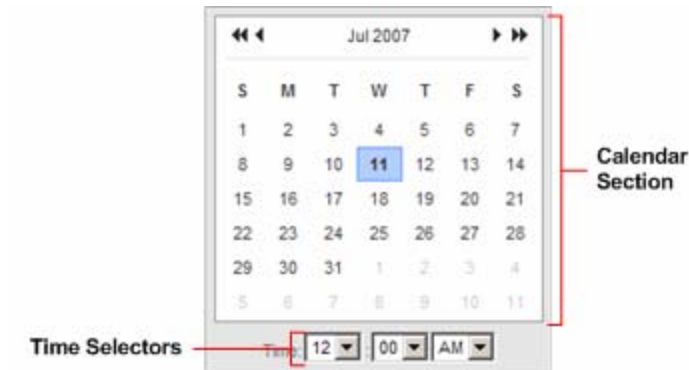 Jul 2007
S M T W T F S
1 2 3 4 5 6 7
8 9 10 11 12 13 14
15 16 17 18 19 20 21
22 23 24 25 26 27 28
29 30 31 1 2 3 4
5 6 7 8 9 10 11
Calendar
Section
Time Selectors
Time: 12 : 00 AM